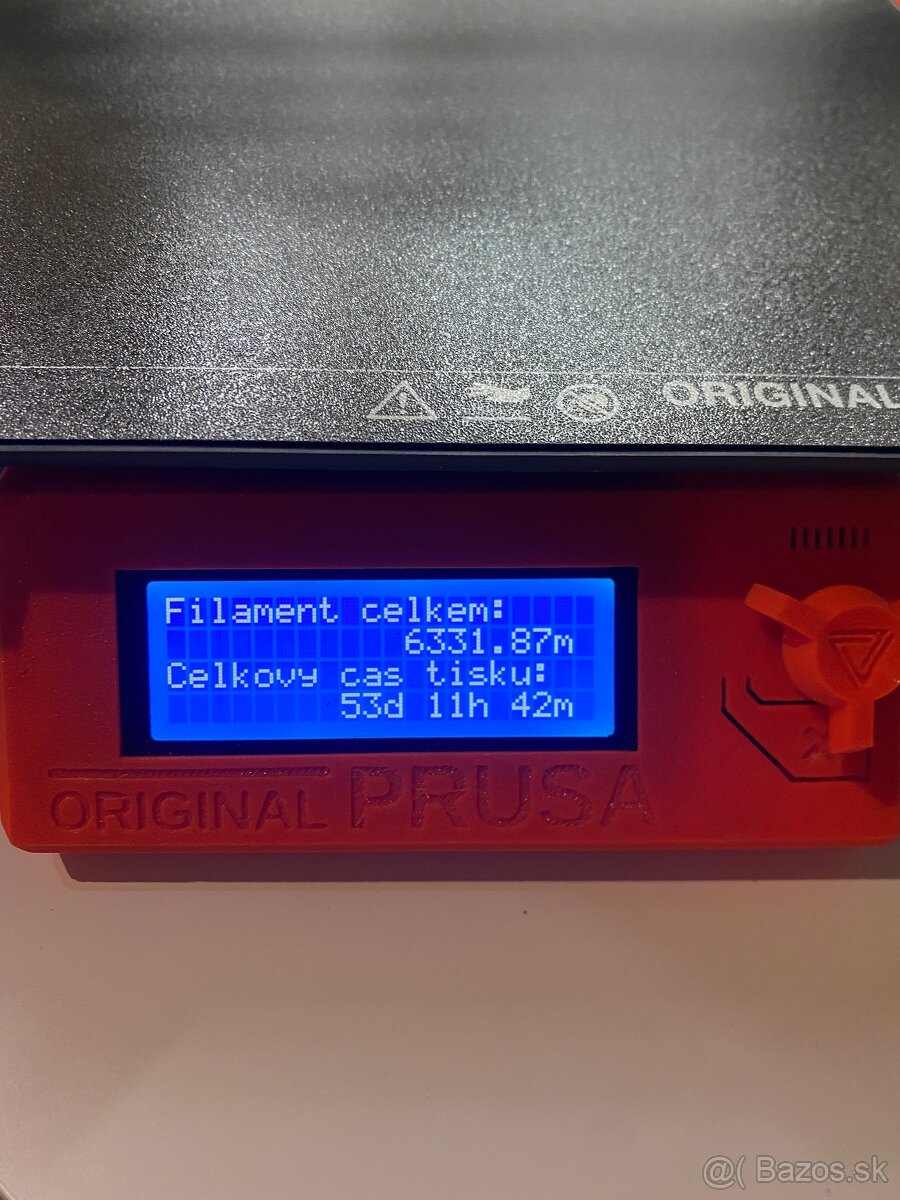 ORIGINAL
Filament celkem:
6331.87m
Celkovy cas tisku:
53d 11h 42m
ORIGINAL PRUSA
@( Bazos.sk